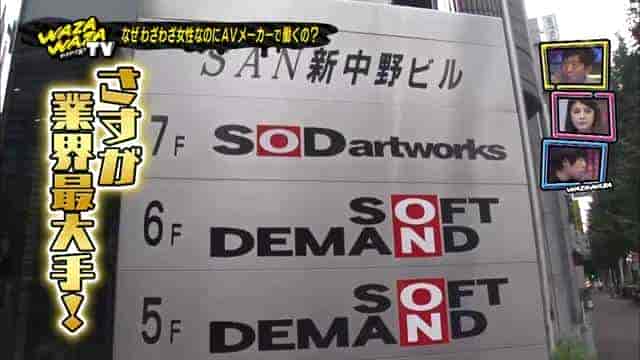 WAZA
WAZA
TV
なぜわざわざ女性なのにAVメーカーで働くの?
さすが
業界最大手!
SAN新中野ビル
7F SODartworks
6F SOFT
DEMAND
5F SOFT
DEMAND
WAZAWAZA